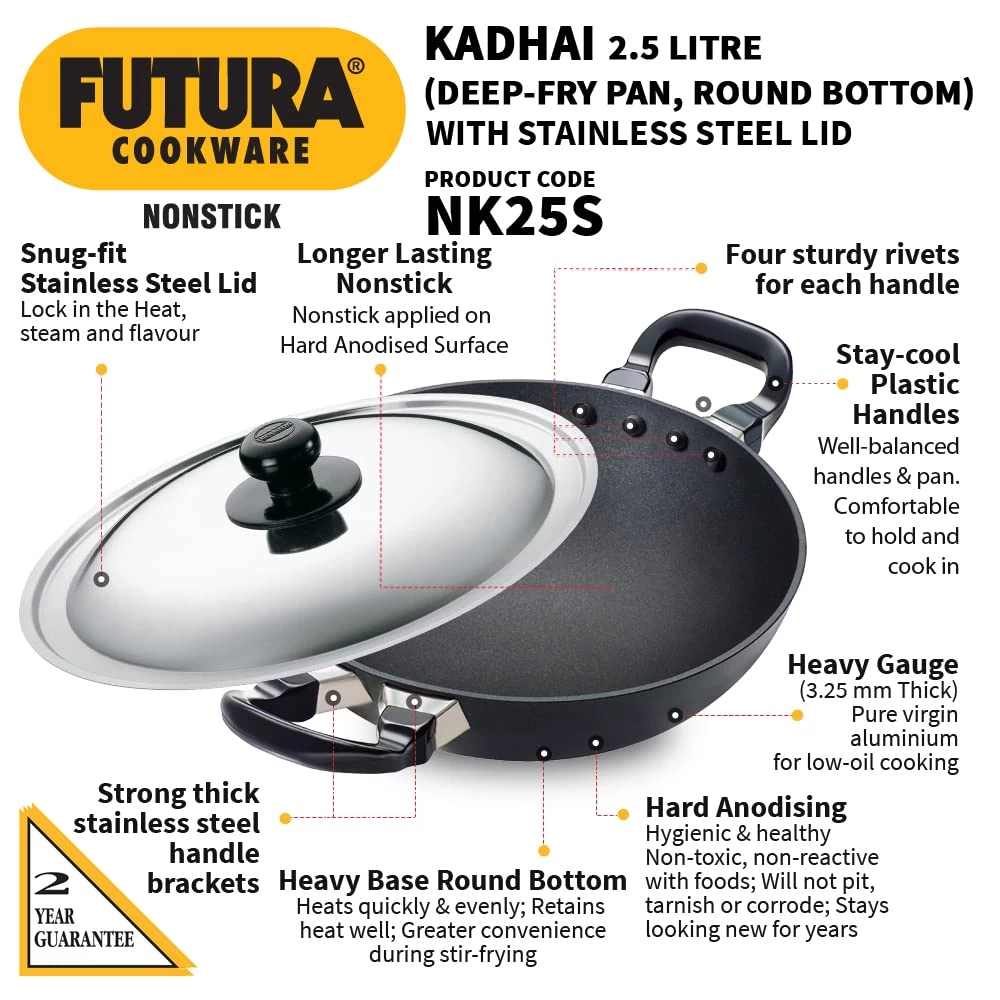 FUTURA®
COOKWARE
NONSTICK
KADHAI 2.5 LITRE
(DEEP-FRY PAN, ROUND BOTTOM)
WITH STAINLESS STEEL LID
PRODUCT CODE
NK25S
Snug-fit
Stainless Steel Lid
Lock in the Heat,
steam and flavour
Longer Lasting
Nonstick
Nonstick applied on
Hard Anodised Surface
Four sturdy rivets
for each handle
Stay-cool
Plastic
Handles
Well-balanced
handles & pan.
Comfortable
to hold and
cook in
Heavy Gauge
(3.25 mm Thick)
Pure virgin
aluminium
for low-oil cooking
Strong thick
stainless steel
handle
brackets
Heavy Base Round Bottom
Heats quickly & evenly; Retains
heat well; Greater convenience
during stir-frying
Hard Anodising
Hygienic & healthy
Non-toxic, non-reactive
with foods; Will not pit,
tarnish or corrode; Stays
looking new for years
2
YEAR
GUARANTEE